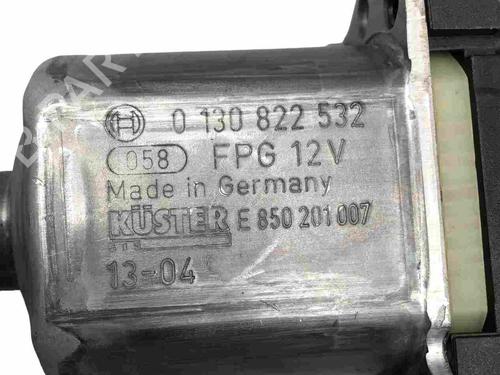 0 130 822 532
058 FPG 12V
Made in Germany
KÜSTER E 850 201 007
13-04